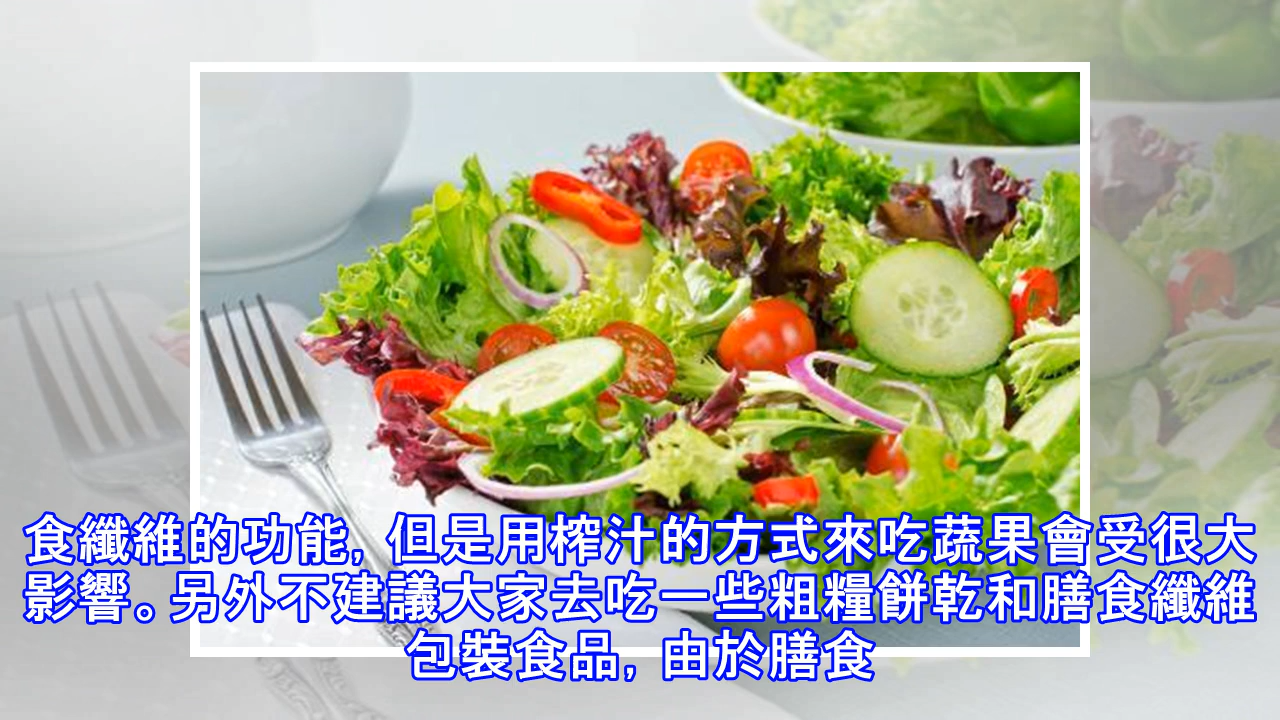 食纖維的功能, 但是用榨汁的方式來吃蔬果會受很大
影響。另外不建議大家去吃一些粗糧餅乾和膳食纖維
包裝食品, 由於膳食